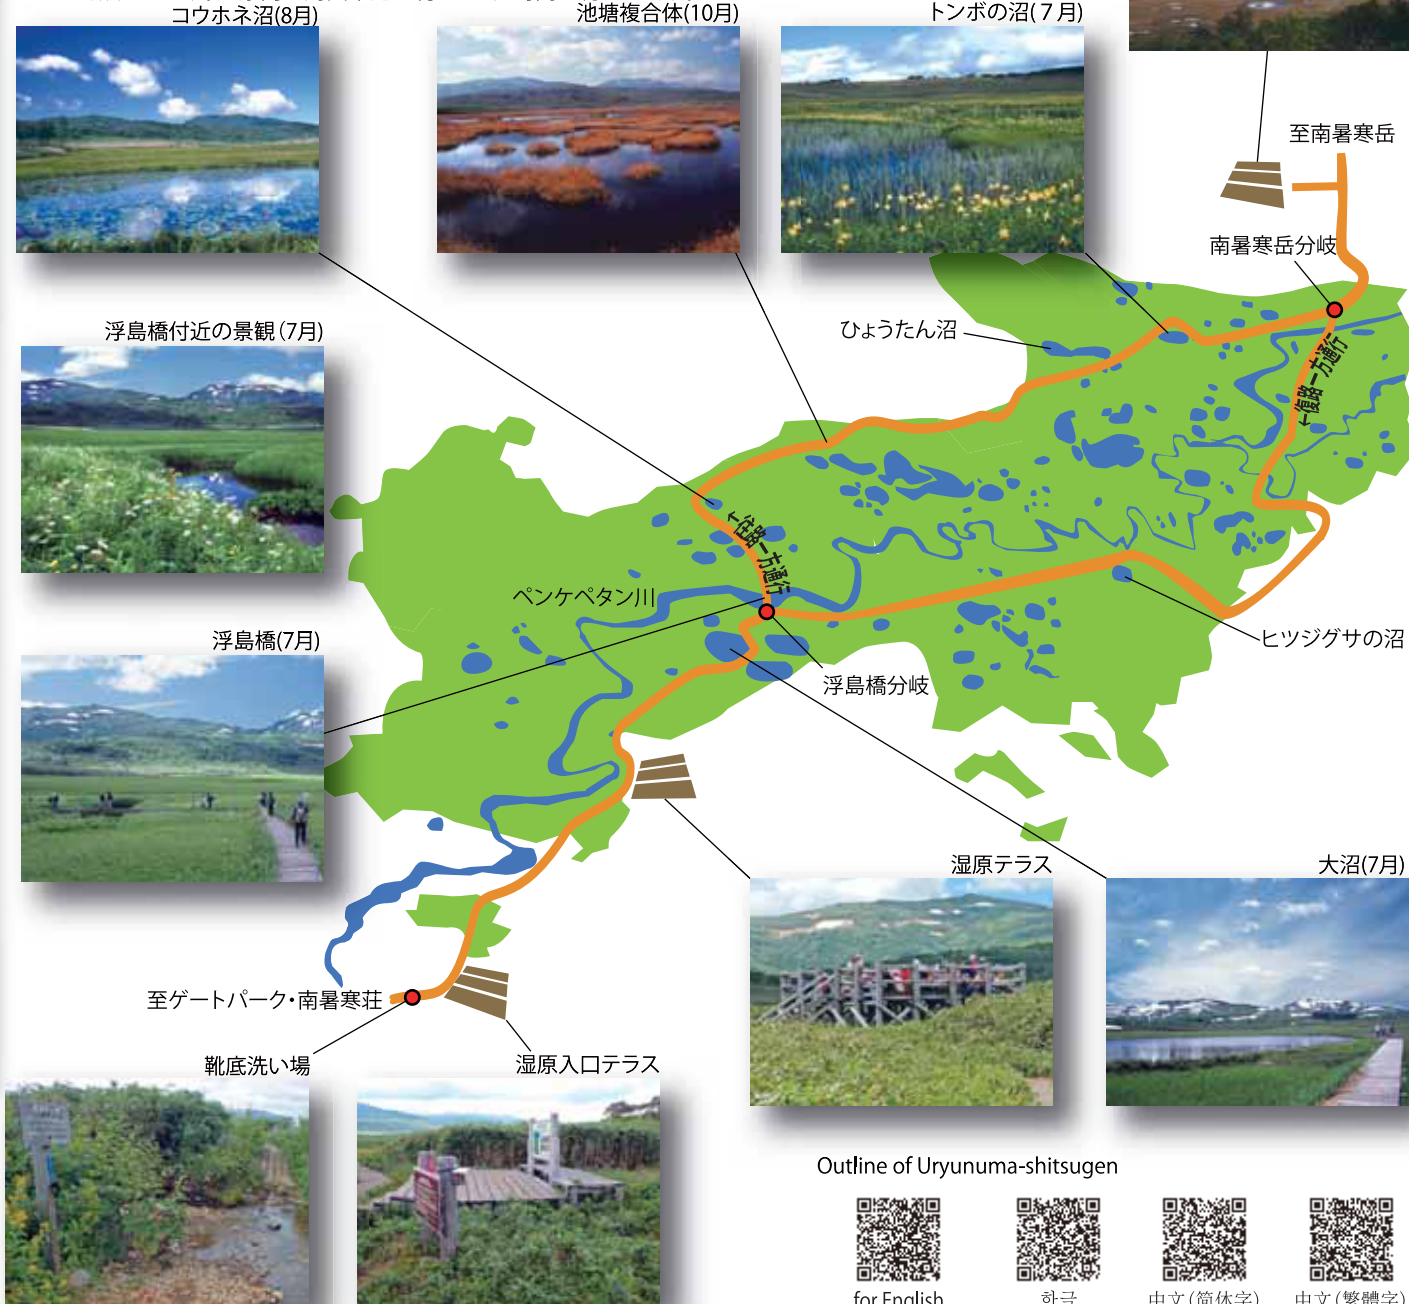 コウホネ沼(8月)
池塘複合体(10月)
トンボの沼(7月)
至南暑寒岳
南暑寒岳分岐
浮島橋付近の景観(7月)
ひょうたん沼
←復路一方通行
←往路一方通行
ペンケペタン川
浮島橋(7月)
ヒツジグサの沼
浮島橋分岐
湿原テラス
大沼(7月)
至ゲートパーク・南暑寒荘
靴底洗い場
湿原入口テラス
Outline of Uryunuma-shitsugen
for English
한글
中文(简体字)
中文(繁體字)